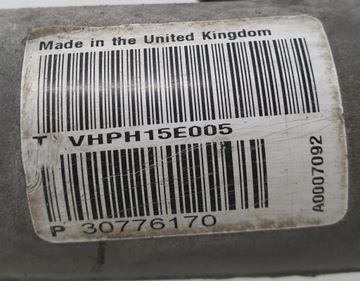 Made in the United Kingdom
T VHPH15E005
P 30776170
A0007092